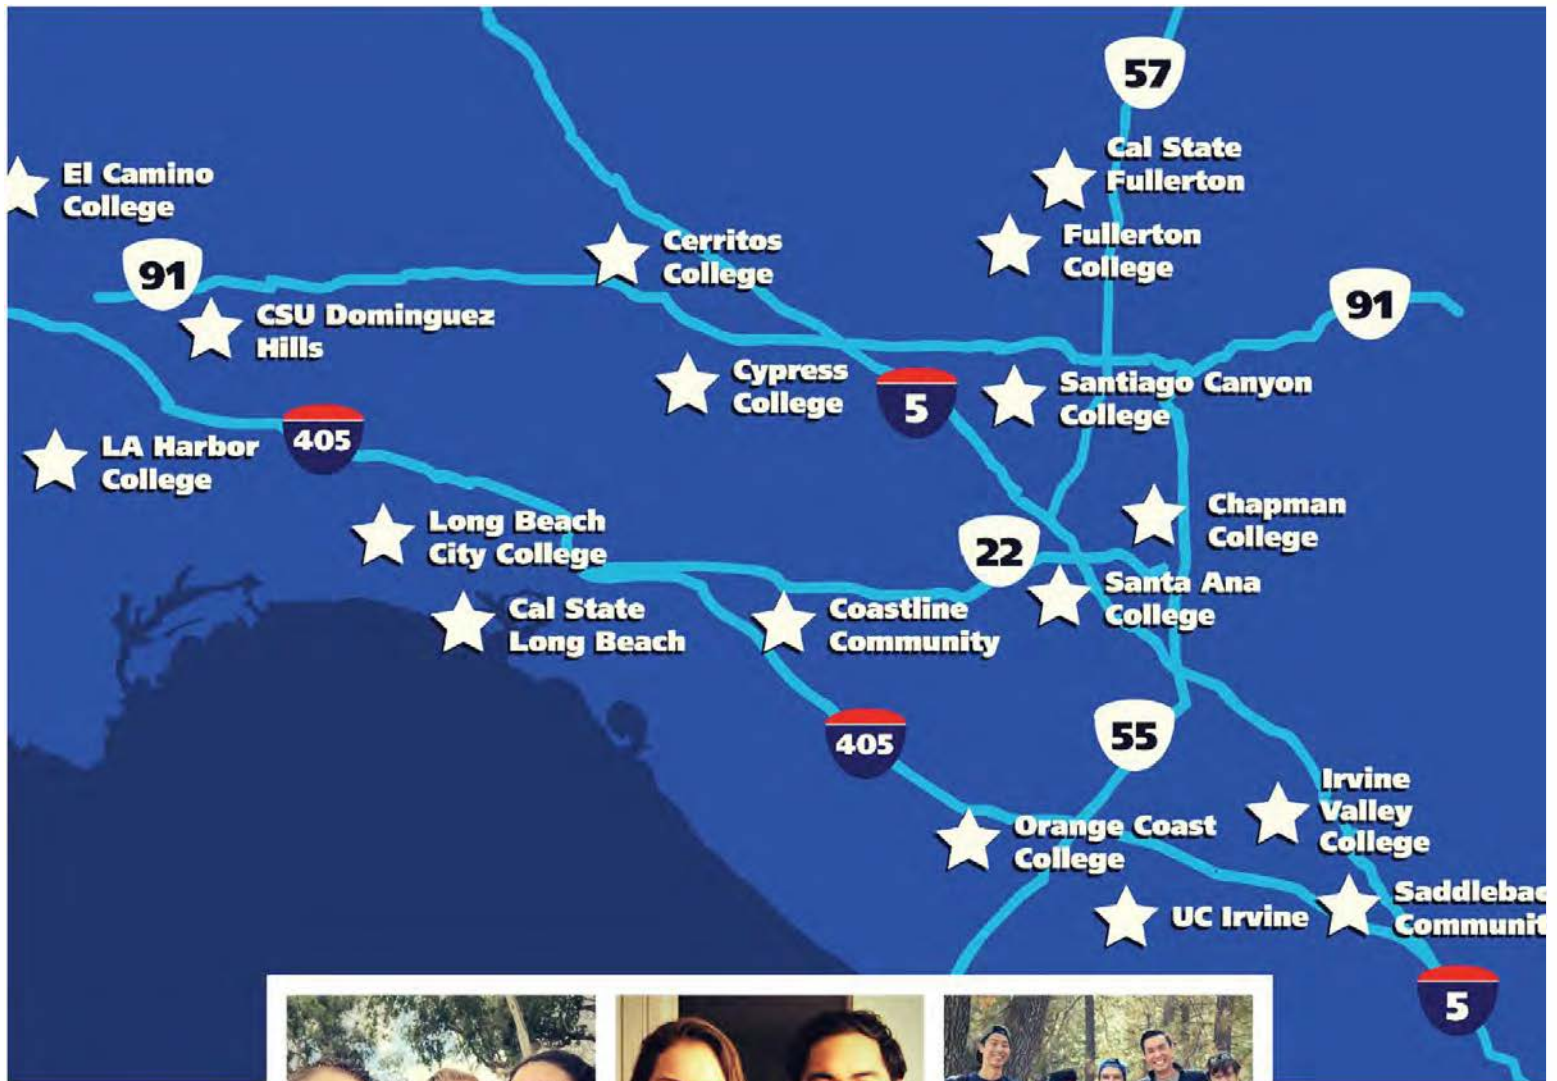 57
Cal State
Fullerton
El Camino
College
Cerritos
College
Fullerton
College
91
91
CSU Dominguez
Hills
Cypress
College
5
Santiago Canyon
College
405
LA Harbor
College
Chapman
College
Long Beach
City College
22
Santa Ana
College
Cal State
Long Beach
Coastline
Community
405
55
Irvine
Valley
College
Orange Coast
College
Saddlebac
Communit
UC Irvine
5